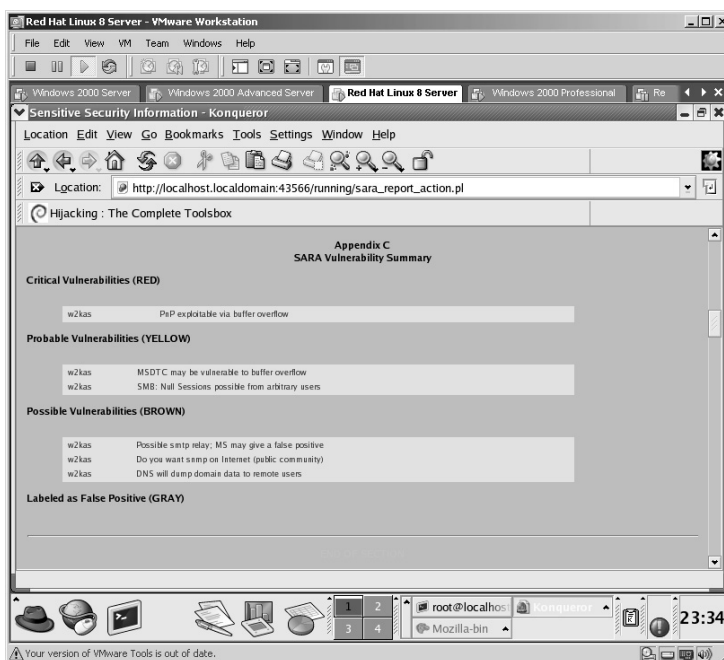 Red Hat Linux 8 Server - VMware Workstation
File Edit View VM Team Windows Help
Windows 2000 Server Windows 2000 Advanced Server Red Hat Linux 8 Server Windows 2000 Professional Re
Sensitive Security Information - Konqueror
Location Edit View Go Bookmarks Tools Settings Window Help
Location: http://localhost.localdomain:43566/running/sara_report_action.pl
Hijacking : The Complete Toolsbox
Appendix C
SARA Vulnerability Summary
Critical Vulnerabilities (RED)
w2kas PnP exploitable via buffer overflow
Probable Vulnerabilities (YELLOW)
w2kas MSDTC may be vulnerable to buffer overflow
w2kas SMB: Null Sessions possible from arbitrary users
Possible Vulnerabilities (BROWN)
w2kas Possible smtp relay; MS may give a false positive
w2kas Do you want snmp on Internet (public community)
w2kas DNS will dump domain data to remote users
Labeled as False Positive (GRAY)
1 2 root@localhos Konqueror
3 4 Mozilla-bin
23:34
Your version of VMware Tools is out of date.